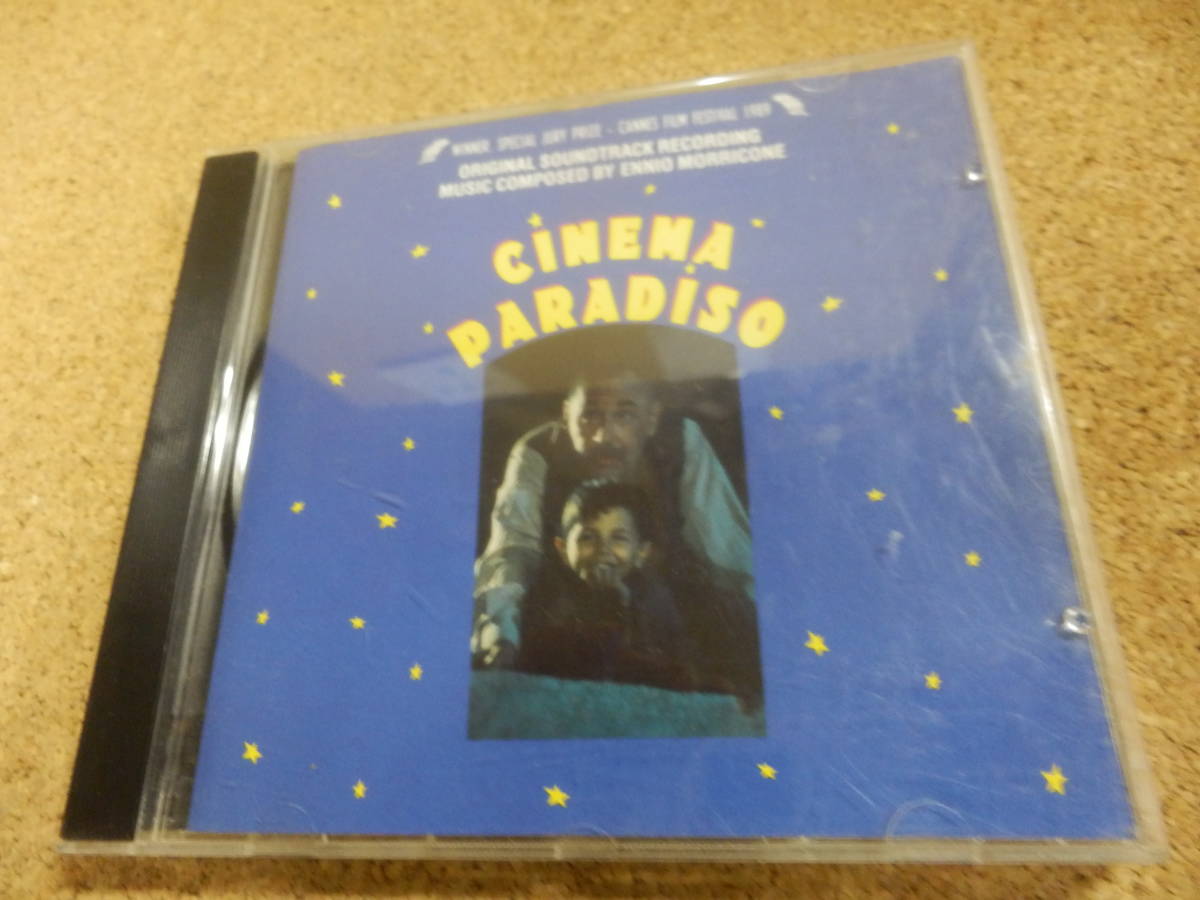 WINNER SPECIAL JURY PRIZE - CANNES FILM FESTIVAL 1989
ORIGINAL SOUNDTRACK RECORDING
MUSIC COMPOSED BY ENNIO MORRICONE
CINEMA
PARADISO